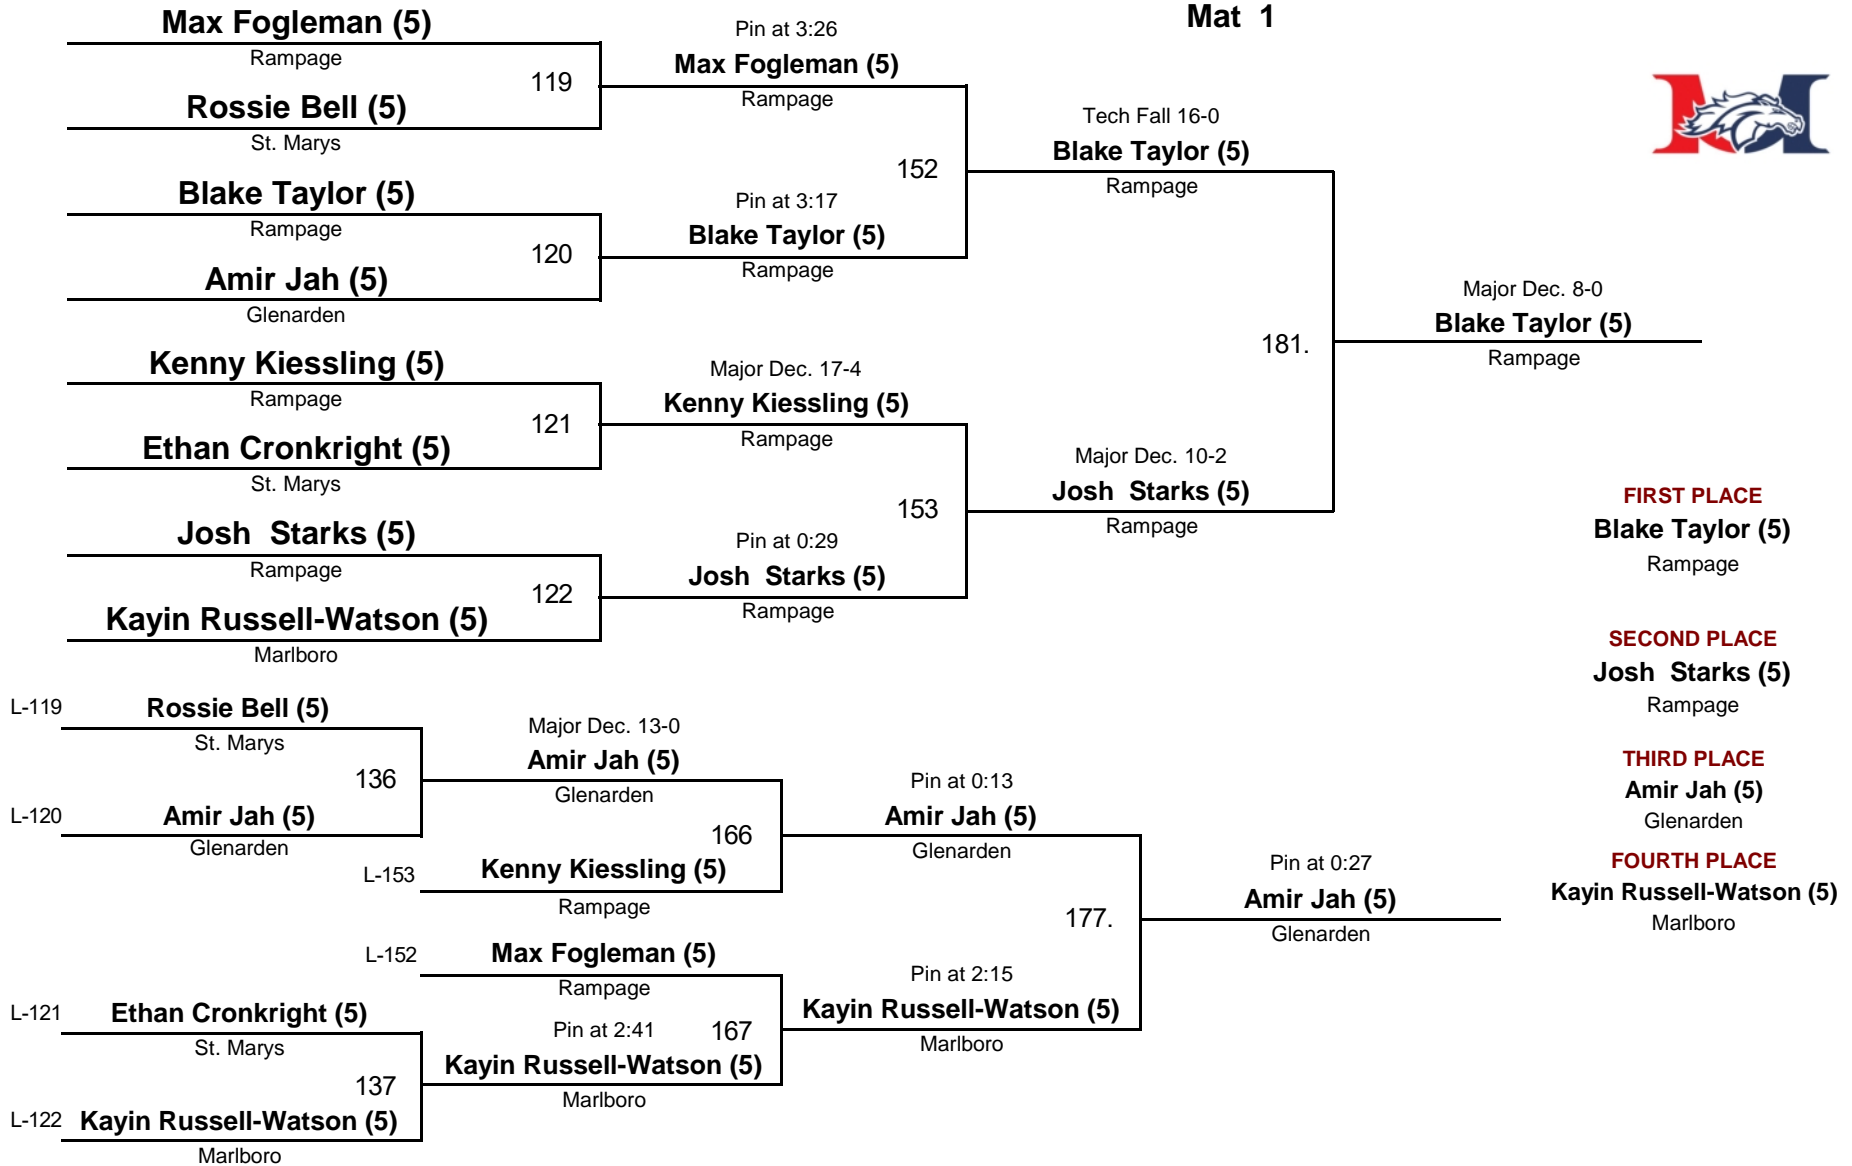 Mat  1
Max Fogleman (5)
Rampage
119
Rossie Bell (5)
St. Marys
Pin at 3:26
Max Fogleman (5)
Rampage
Blake Taylor (5)
Rampage
120
Amir Jah (5)
Glenarden
Pin at 3:17
Blake Taylor (5)
Rampage
152
Tech Fall 16-0
Blake Taylor (5)
Rampage
Kenny Kiessling (5)
Rampage
121
Ethan Cronkright (5)
St. Marys
Major Dec. 17-4
Kenny Kiessling (5)
Rampage
Josh  Starks (5)
Rampage
122
Kayin Russell-Watson (5)
Marlboro
Pin at 0:29
Josh  Starks (5)
Rampage
153
Major Dec. 10-2
Josh  Starks (5)
Rampage
181.
Major Dec. 8-0
Blake Taylor (5)
Rampage
FIRST PLACE
Blake Taylor (5)
Rampage
SECOND PLACE
Josh  Starks (5)
Rampage
THIRD PLACE
Amir Jah (5)
Glenarden
FOURTH PLACE
Kayin Russell-Watson (5)
Marlboro
L-119
Rossie Bell (5)
St. Marys
136
L-120
Amir Jah (5)
Glenarden
Major Dec. 13-0
Amir Jah (5)
Glenarden
166
L-153
Kenny Kiessling (5)
Rampage
Pin at 0:13
Amir Jah (5)
Glenarden
L-152
Max Fogleman (5)
Rampage
L-121
Ethan Cronkright (5)
St. Marys
137
L-122
Kayin Russell-Watson (5)
Marlboro
Pin at 2:41
167
Kayin Russell-Watson (5)
Marlboro
Pin at 2:15
Kayin Russell-Watson (5)
Marlboro
177.
Pin at 0:27
Amir Jah (5)
Glenarden